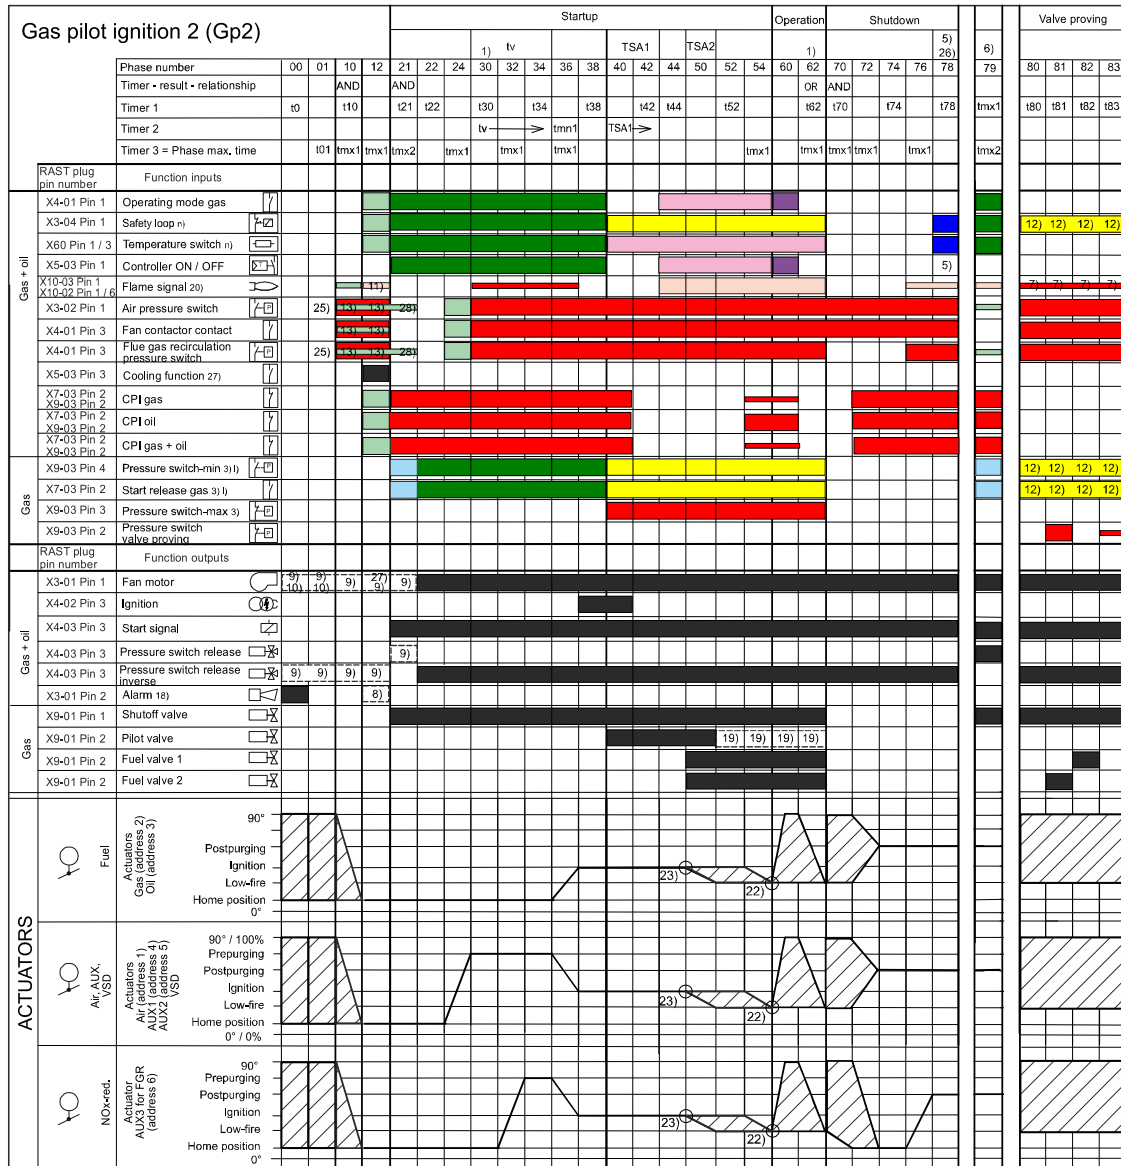 Gas pilot ignition 2 (Gp2)
Startup Operation Shutdown Valve proving
1) tv TSA1 TSA2 1) 5) 26) 6)
Phase number 00 01 10 12 21 22 24 30 32 34 36 38 40 42 44 50 52 54 60 62 70 72 74 76 78 79 80 81 82 83
Timer - result - relationship AND AND OR AND
Timer 1 t0 t10 t21 t22 t30 t34 t38 t42 t44 t52 t62 t70 t74 t78 tmx1 t80 t81 t82 t83
Timer 2 tv tmn1 TSA1
Timer 3 = Phase max. time t01 tmx1 tmx1 tmx2 tmx1 tmx1 tmx1 tmx1 tmx1 tmx1 tmx1 tmx1 tmx2
RAST plug
pin number
Function inputs
Gas + oil
X4-01 Pin 1 Operating mode gas
X3-04 Pin 1 Safety loop n) 12) 12) 12) 12)
X60 Pin 1 / 3 Temperature switch n)
X5-03 Pin 1 Controller ON / OFF 5)
X10-03 Pin 1
X10-02 Pin 1 / 6
Flame signal 20) 11) 7) 7) 7) 7)
X3-02 Pin 1 Air pressure switch 25) 13) 13) 28)
X4-01 Pin 3 Fan contactor contact 13) 13)
X4-01 Pin 3 Flue gas recirculation
pressure switch 25) 13) 13) 28)
X5-03 Pin 3 Cooling function 27)
X7-03 Pin 2
X9-03 Pin 2
CPI gas
X7-03 Pin 2
X9-03 Pin 2
CPI oil
X7-03 Pin 2
X9-03 Pin 2
CPI gas + oil
Gas
X9-03 Pin 4 Pressure switch-min 3) l) 12) 12) 12) 12)
X7-03 Pin 2 Start release gas 3) l) 12) 12) 12) 12)
X9-03 Pin 3 Pressure switch-max 3)
X9-03 Pin 2 Pressure switch
valve proving
RAST plug
pin number
Function outputs
Gas + oil
X3-01 Pin 1 Fan motor 9) 10) 9) 10) 9) 27) 9) 9)
X4-02 Pin 3 Ignition
X4-03 Pin 3 Start signal
X4-03 Pin 3 Pressure switch release 9)
X4-03 Pin 3 Pressure switch release
inverse 9) 9) 9) 9)
X3-01 Pin 2 Alarm 18) 8)
Gas
X9-01 Pin 1 Shutoff valve
X9-01 Pin 2 Pilot valve 19) 19) 19) 19)
X9-01 Pin 2 Fuel valve 1
X9-01 Pin 2 Fuel valve 2
ACTUATORS
Fuel
Actuators
Gas (address 2)
Oil (address 3)
90°
Postpurging
Ignition
Low-fire
Home position
0°
23) 22)
Air, AUX,
VSD
Actuators
Air (address 1)
AUX1 (address 4)
AUX2 (address 5)
VSD
90° / 100%
Prepurging
Postpurging
Ignition
Low-fire
Home position
0° / 0%
23) 22)
NOx-red.
Actuator
AUX3 for FGR
(address 6)
90°
Prepurging
Postpurging
Ignition
Low-fire
Home position
0°
23) 22)